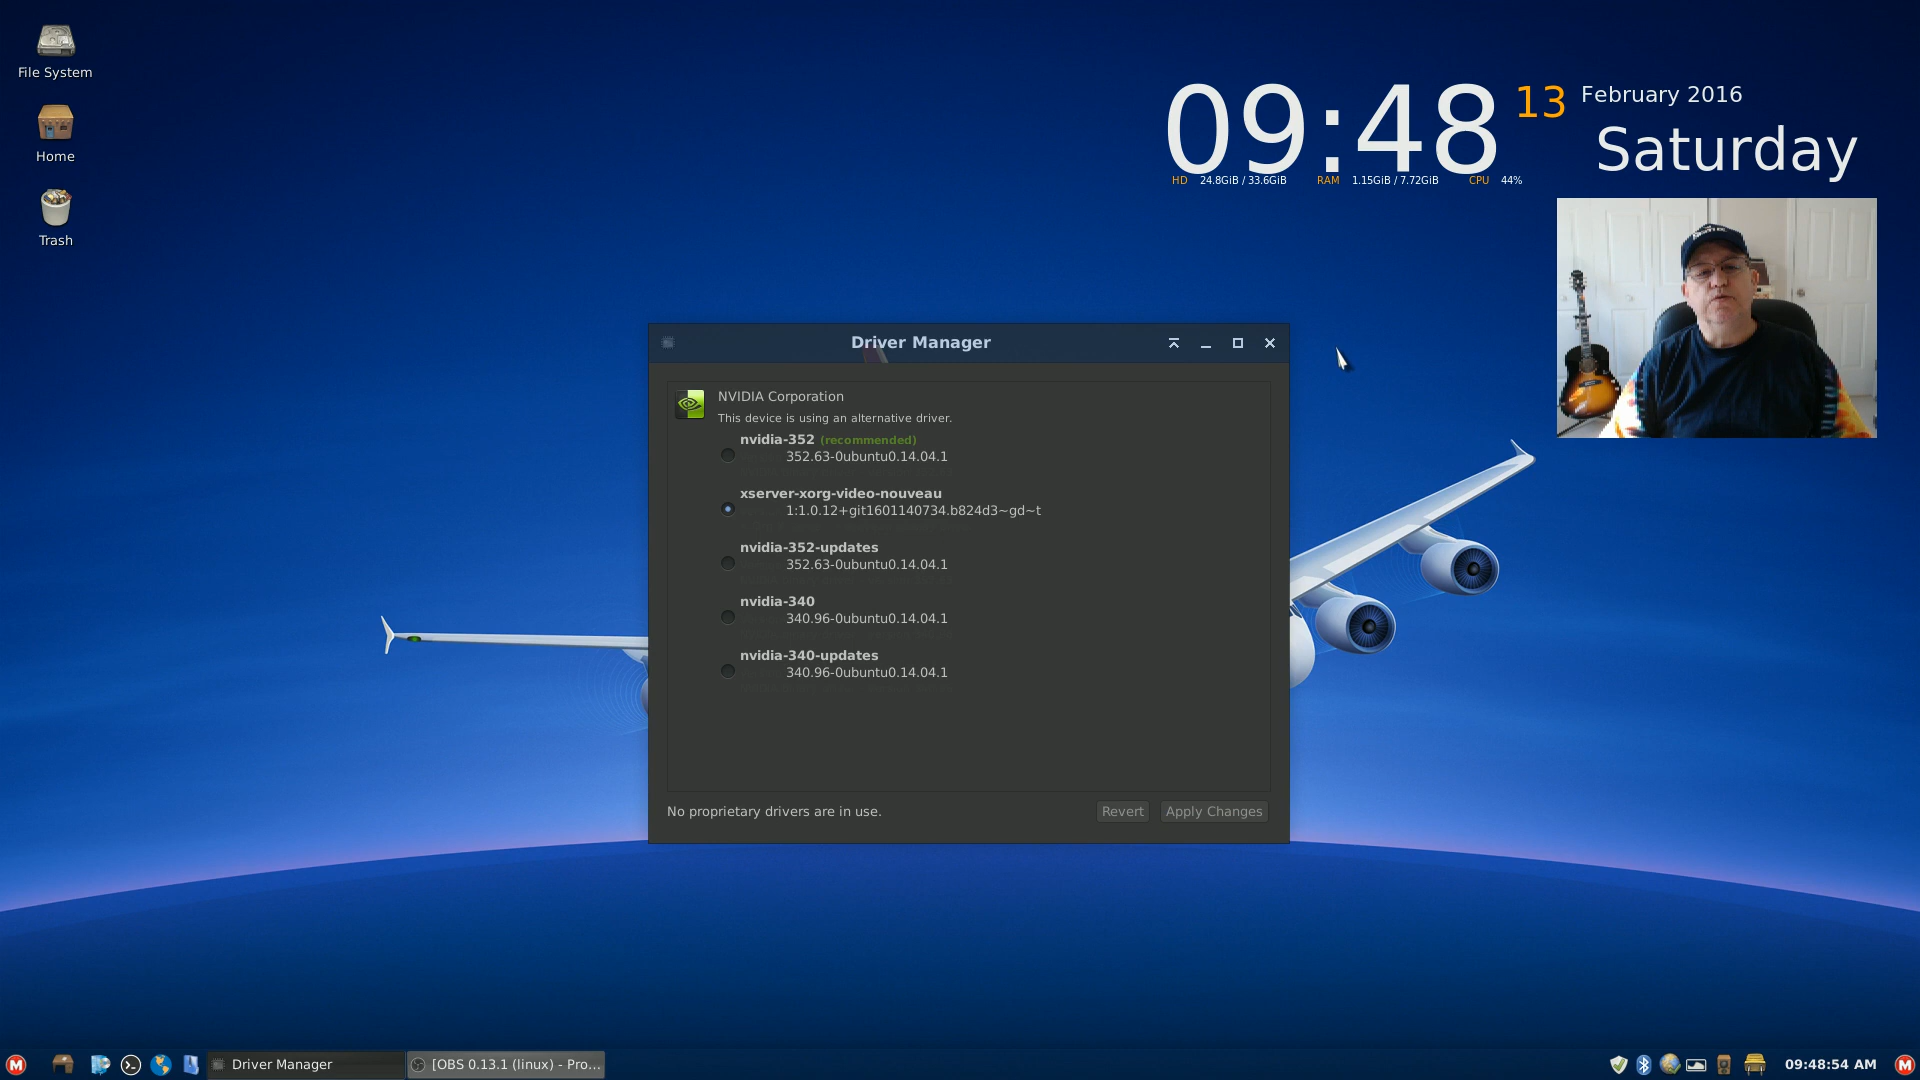 File System
Home
Trash
09:48
13
February 2016
Saturday
HD 24.8GiB / 33.6GiB RAM 1.15GiB / 7.72GiB CPU 44%
Driver Manager
NVIDIA Corporation
This device is using an alternative driver.
nvidia-352 (recommended)
352.63-0ubuntu0.14.04.1
xserver-xorg-video-nouveau
1:1.0.12+git1601140734.b824d3~gd~t
nvidia-352-updates
352.63-0ubuntu0.14.04.1
nvidia-340
340.96-0ubuntu0.14.04.1
nvidia-340-updates
340.96-0ubuntu0.14.04.1
No proprietary drivers are in use.
Revert
Apply Changes
Driver Manager
[OBS 0.13.1 (linux) - Pro...
09:48:54 AM